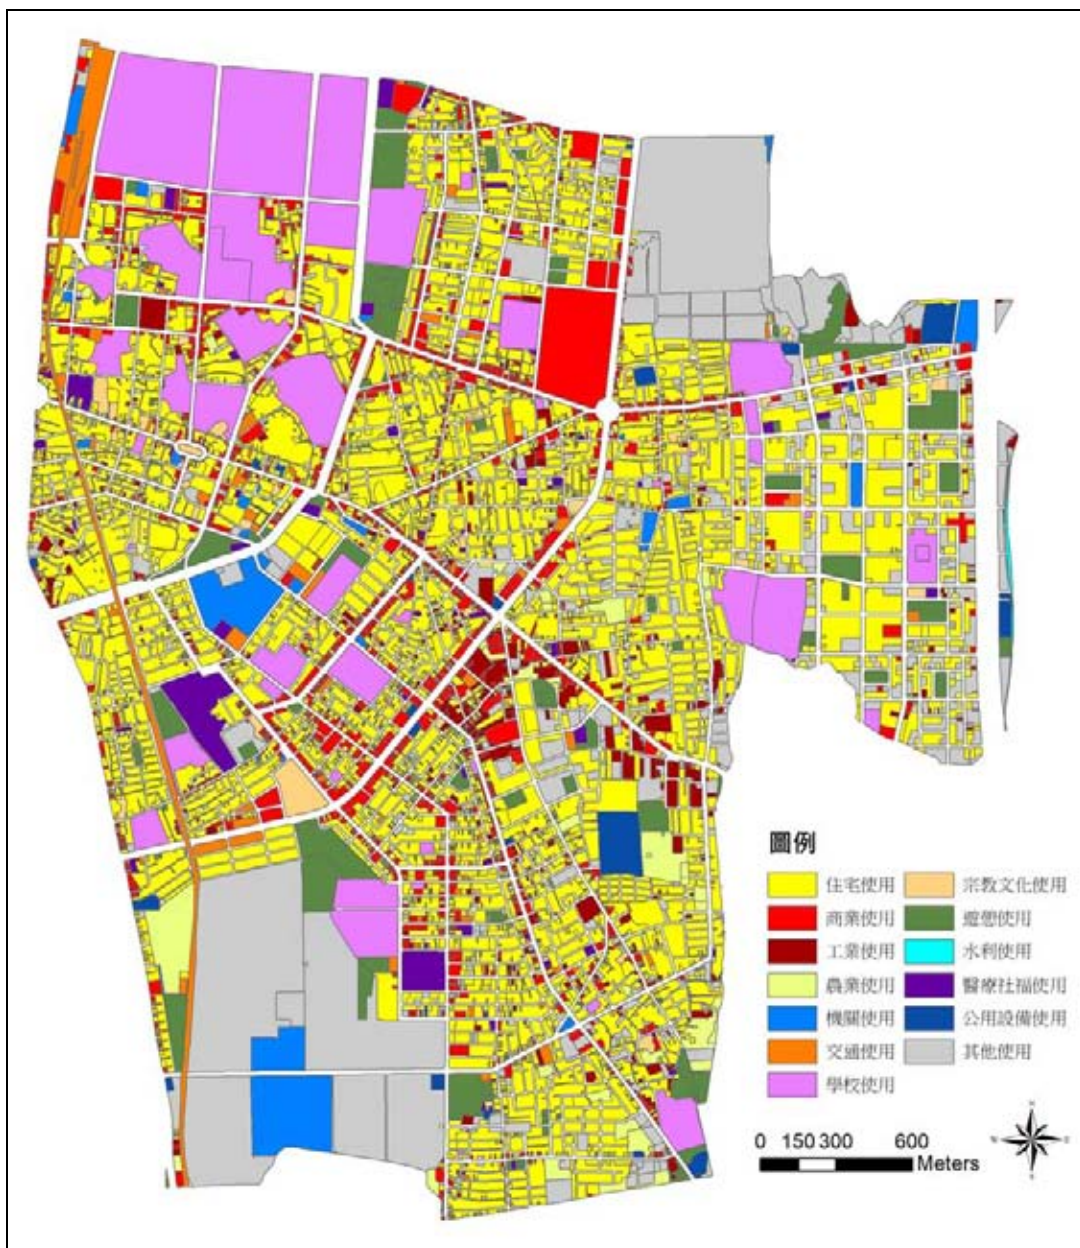 圖例
住宅使用 宗教文化使用
商業使用 遊憩使用
工業使用 水利使用
農業使用 醫療社福使用
機關使用 公用設備使用
交通使用 其他使用
學校使用
0 150 300 600
Meters